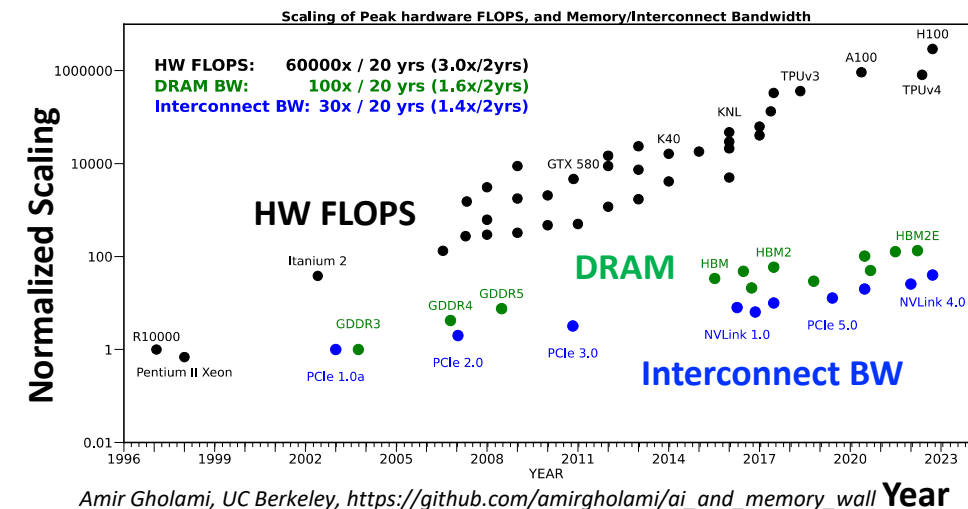 Scaling of Peak hardware FLOPS, and Memory/Interconnect Bandwidth
HW FLOPS: 60000x / 20 yrs (3.0x/2yrs)
DRAM BW: 100x / 20 yrs (1.6x/2yrs)
Interconnect BW: 30x / 20 yrs (1.4x/2yrs)
Normalized Scaling
1000000
10000
100
1
0.01
H100
A100
TPUv3
TPUv4
KNL
K40
GTX 580
HW FLOPS
Itanium 2
R10000
Pentium II Xeon
DRAM
HBM
HBM2
HBM2E
GDDR5
GDDR4
GDDR3
PCIe 1.0a
PCIe 2.0
PCIe 3.0
NVLink 1.0
PCIe 5.0
NVLink 4.0
Interconnect BW
1996 1999 2002 2005 2008 2011 2014 2017 2020 2023
YEAR
Amir Gholami, UC Berkeley, https://github.com/amirgholami/ai_and_memory_wall Year